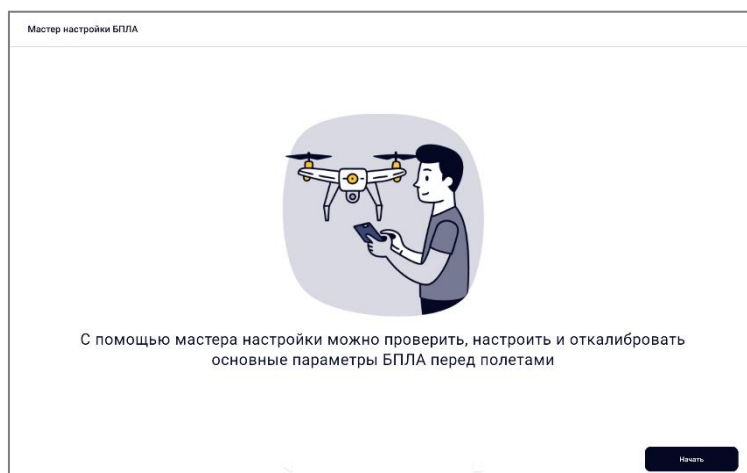 Мастер настройки БПЛА
С помощью мастера настройки можно проверить, настроить и откалибровать
основные параметры БПЛА перед полетами
Начать